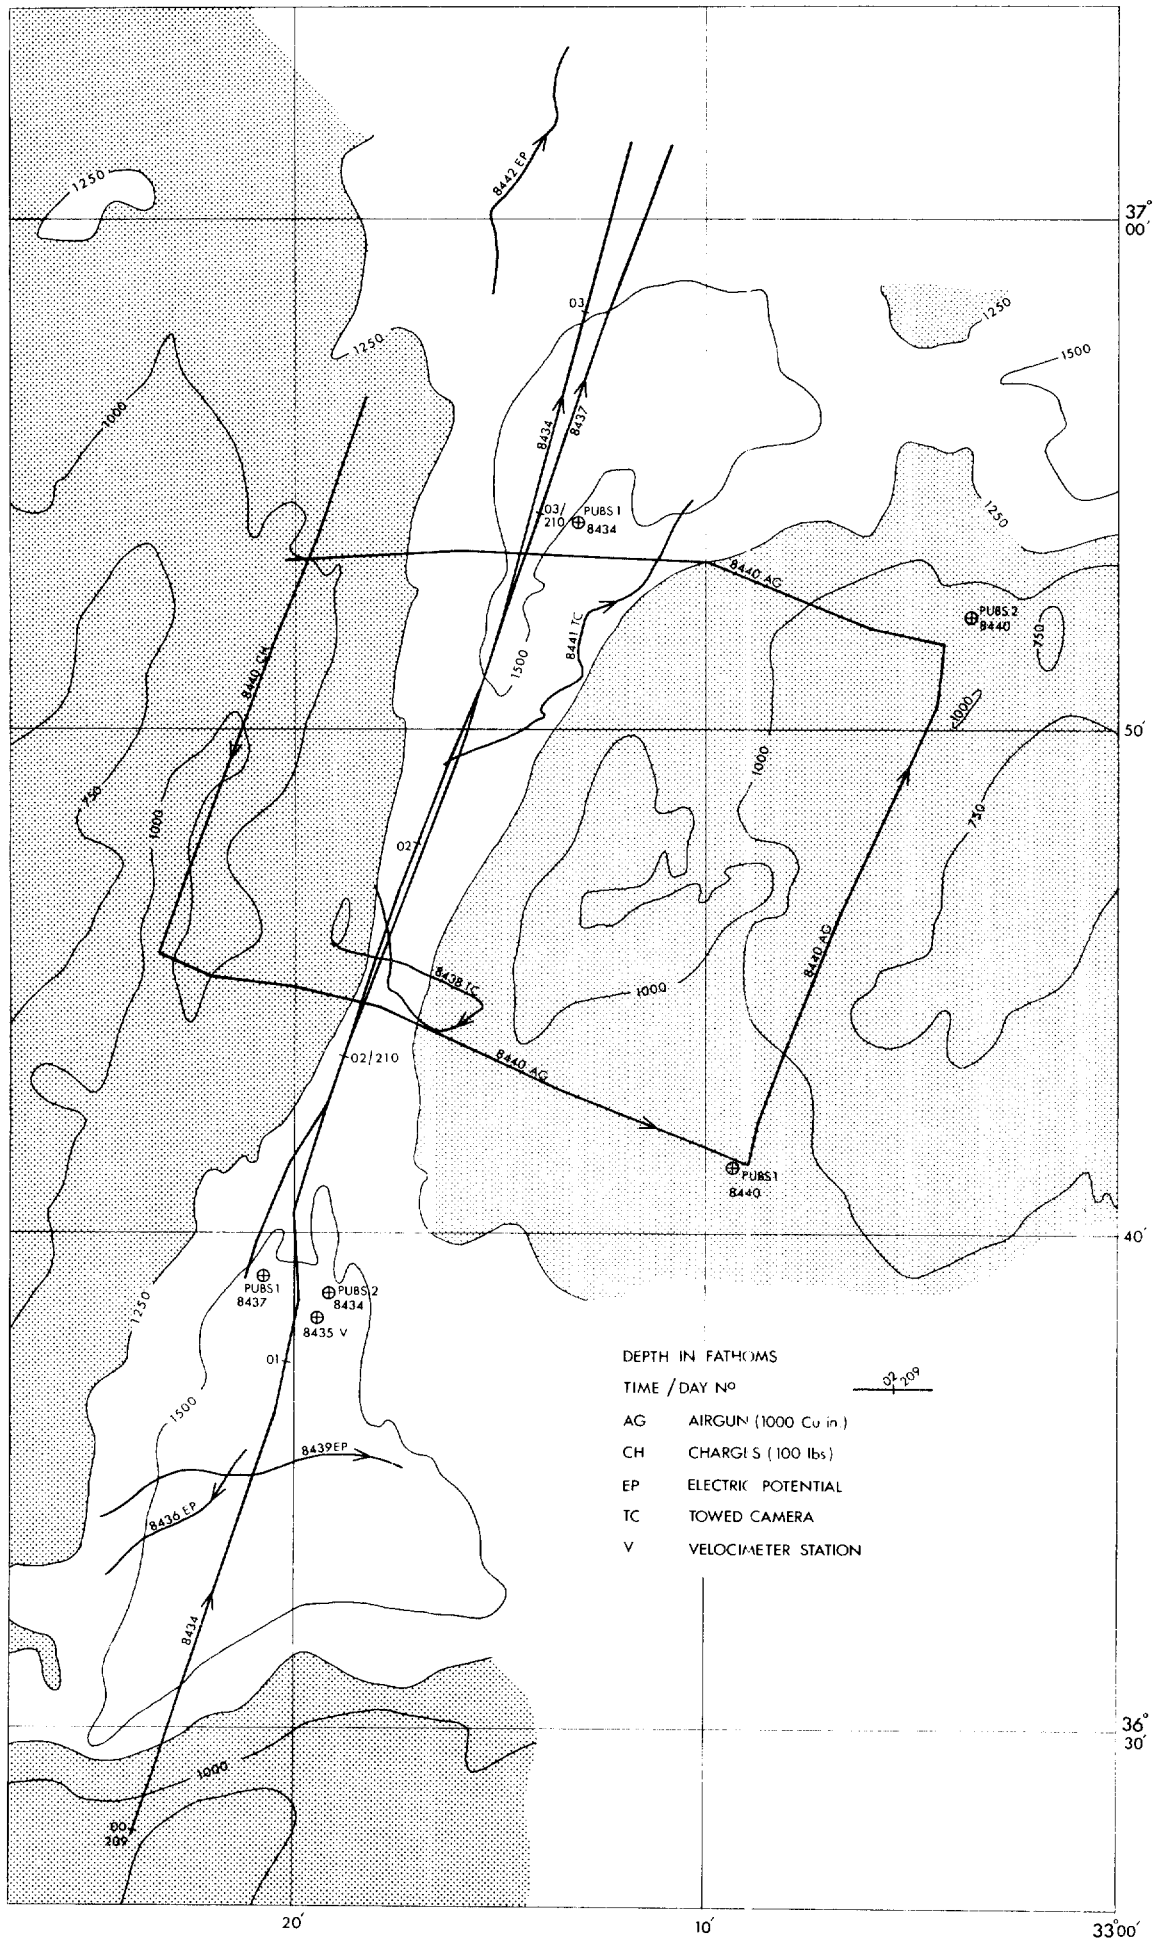 8442 EP
1250
37°
00′
03
1250
1250
1500
1000
8434
8437
03/
210
PUBS 1
8434
1250
8440 AG
PUBS.2
8440
750
8441 TC
1500
8440 CH
1000
50′
1000
750
1000
750
02
8440 AG
8438 TC
1000
02/210
8440 AG
PUBS 1
8440
40′
PUBS 1
8437
PUBS.2
8434
8435 V
1250
01
DEPTH IN FATHOMS
TIME / DAY Nº
02
209
1500
AG AIRGUN (1000 Cu in.)
8439EP
CH CHARGES (100 lbs)
EP ELECTRIC POTENTIAL
8436 EP
TC TOWED CAMERA
V VELOCIMETER STATION
8434
36°
30′
1000
00
209
20′
10′
33°00′